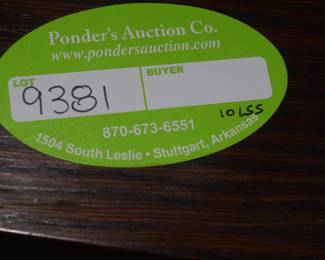 Ponder's Auction Co.
www.pondersauction.com
LOT
BUYER
9381
870-673-6551
10LSS
1504 South Leslie • Stuttgart, Arkansas